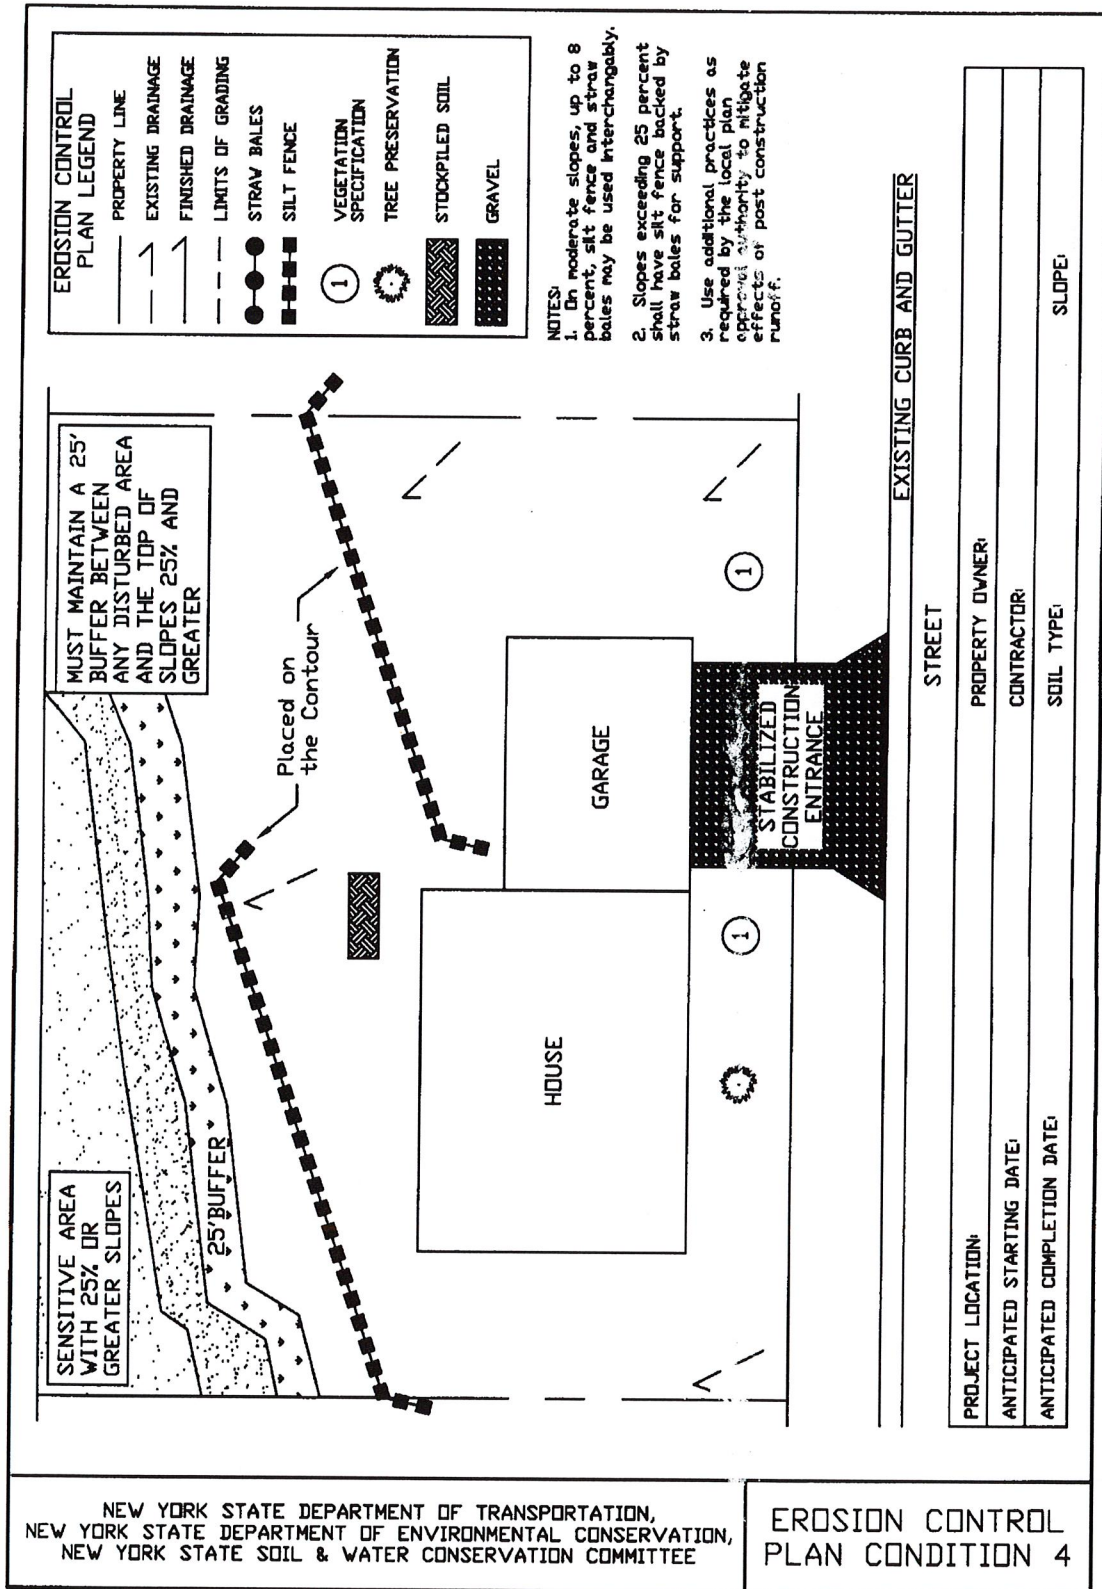 EROSION CONTROL
PLAN LEGEND
PROPERTY LINE
EXISTING DRAINAGE
FINISHED DRAINAGE
LIMITS OF GRADING
STRAW BALES
SILT FENCE
1
VEGETATION
SPECIFICATION
TREE PRESERVATION
STOCKPILED SOIL
GRAVEL
NOTES:
1. On moderate slopes, up to 8
percent, silt fence and straw
bales may be used interchangably.
2. Slopes exceeding 25 percent
shall have silt fence backed by
straw bales for support.
3. Use additional practices as
required by the local plan
approval authority to mitigate
effects of post construction
runoff.
SENSITIVE AREA
WITH 25% OR
GREATER SLOPES
25'BUFFER
MUST MAINTAIN A 25'
BUFFER BETWEEN
ANY DISTURBED AREA
AND THE TOP OF
SLOPES 25% AND
GREATER
Placed on
the Contour
HOUSE
GARAGE
1
1
STABILIZED
CONSTRUCTION
ENTRANCE
EXISTING CURB AND GUTTER
STREET
PROJECT LOCATION:
PROPERTY OWNER:
ANTICIPATED STARTING DATE:
CONTRACTOR:
ANTICIPATED COMPLETION DATE:
SOIL TYPE:
SLOPE:
NEW YORK STATE DEPARTMENT OF TRANSPORTATION,
NEW YORK STATE DEPARTMENT OF ENVIRONMENTAL CONSERVATION,
NEW YORK STATE SOIL & WATER CONSERVATION COMMITTEE
EROSION CONTROL
PLAN CONDITION 4